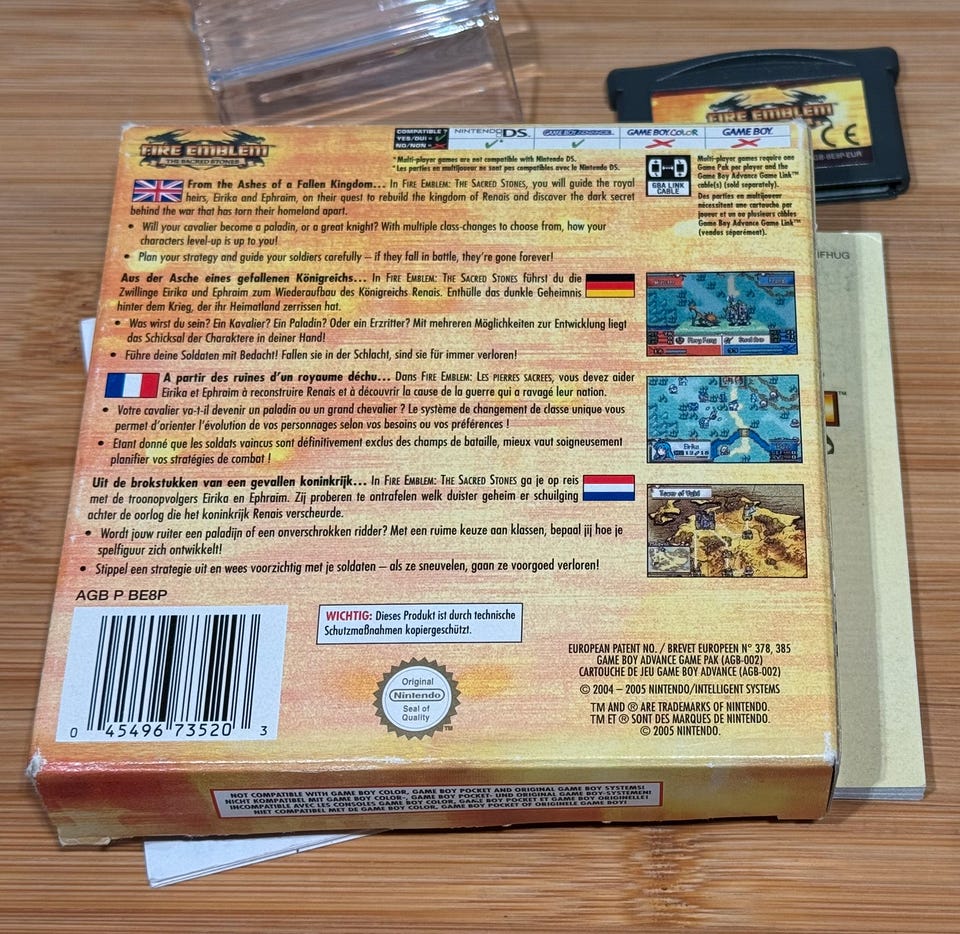 FIRE EMBLEM
CE
FIRE EMBLEM
THE SACRED STONES
COMPATIBLE?
YES/OUI =
NO/NON=
NINTENDO DS.
GAME BOY ADVANCE
GAME BOY COLOR
GAME BOY
* Multi-player games are not compatible with Nintendo DS.
* Les parties en multijoueur ne sont pas compatibles avec le Nintendo DS.
From the Ashes of a Fallen Kingdom... In FIRE EMBLEM: THE SACRED STONES, you will guide the royal
heirs, Eirika and Ephraim, on their quest to rebuild the kingdom of Renais and discover the dark secret
behind the war that has torn their homeland apart.
• Will your cavalier become a paladin, or a great knight? With multiple class-changes to choose from, how your
characters level-up is up to you!
• Plan your strategy and guide your soldiers carefully – if they fall in battle, they're gone forever!
GBA LINK
CABLE
Multi-player games require one
Game Pak per player and the
Game Boy Advance Game Link™
cable(s) (sold separately).
Des parties en multijoueur
nécessitent une cartouche par
joueur et un ou plusieurs câbles
Game Boy Advance Game Link™
(vendus séparément).
IFHUG
Aus der Asche eines gefallenen Königreichs... In FIRE EMBLEM: THE SACRED STONES führst du die
Zwillinge Eirika und Ephraim zum Wiederaufbau des Königreichs Renais. Enthülle das dunkle Geheimnis
hinter dem Krieg, der ihr Heimatland zerrissen hat.
• Was wirst du sein? Ein Kavalier? Ein Paladin? Oder ein Erzritter? Mit mehreren Möglichkeiten zur Entwicklung liegt
das Schicksal der Charaktere in deiner Hand!
• Führe deine Soldaten mit Bedacht! Fallen sie in der Schlacht, sind sie für immer verloren!
A partir des ruines d'un royaume déchu... Dans FIRE EMBLEM: LES PIERRES SACREES, vous devez aider
Eirika et Ephraim à reconstruire Renais et à découvrir la cause de la guerre qui a ravagé leur nation.
• Votre cavalier va-t-il devenir un paladin ou un grand chevalier ? Le système de changement de classe unique vous
permet d'orienter l'évolution de vos personnages selon vos besoins ou vos préférences !
• Etant donné que les soldats vaincus sont définitivement exclus des champs de bataille, mieux vaut soigneusement
planifier vos stratégies de combat !
Eirika
Uit de brokstukken van een gevallen koninkrijk... In FIRE EMBLEM: THE SACRED STONES ga je op reis
met de troonopvolgers Eirika en Ephraim. Zij proberen te ontrafelen welk duister geheim er schuilging
achter de oorlog die het koninkrijk Renais verscheurde.
• Wordt jouw ruiter een paladijn of een onverschrokken ridder? Met een ruime keuze aan klassen, bepaal jij hoe je
spelfiguur zich ontwikkelt!
• Stippel een strategie uit en wees voorzichtig met je soldaten – als ze sneuvelen, gaan ze voorgoed verloren!
Tower of Valni
AGB P BE8P
0 45496 73520 3
WICHTIG: Dieses Produkt ist durch technische
Schutzmaßnahmen kopiergeschützt.
Original
Nintendo
Seal of
Quality
TM
EUROPEAN PATENT NO. / BREVET EUROPEEN N° 378, 385
GAME BOY ADVANCE GAME PAK (AGB-002)
CARTOUCHE DE JEU GAME BOY ADVANCE (AGB-002)
© 2004 – 2005 NINTENDO/INTELLIGENT SYSTEMS
TM AND ® ARE TRADEMARKS OF NINTENDO.
TM ET ® SONT DES MARQUES DE NINTENDO.
© 2005 NINTENDO.
NOT COMPATIBLE WITH GAME BOY COLOR, GAME BOY POCKET AND ORIGINAL GAME BOY SYSTEMS!
NICHT KOMPATIBEL MIT GAME BOY COLOR-, GAME BOY POCKET- UND ORIGINAL GAME BOY-SYSTEMEN!
INCOMPATIBLE AVEC LES CONSOLES GAME BOY COLOR, GAME BOY POCKET ET GAME BOY ORIGINELLE!
NIET COMPATIBEL MET DE GAME BOY COLOR, GAME BOY POCKET OF ORIGINEL GAME BOY!